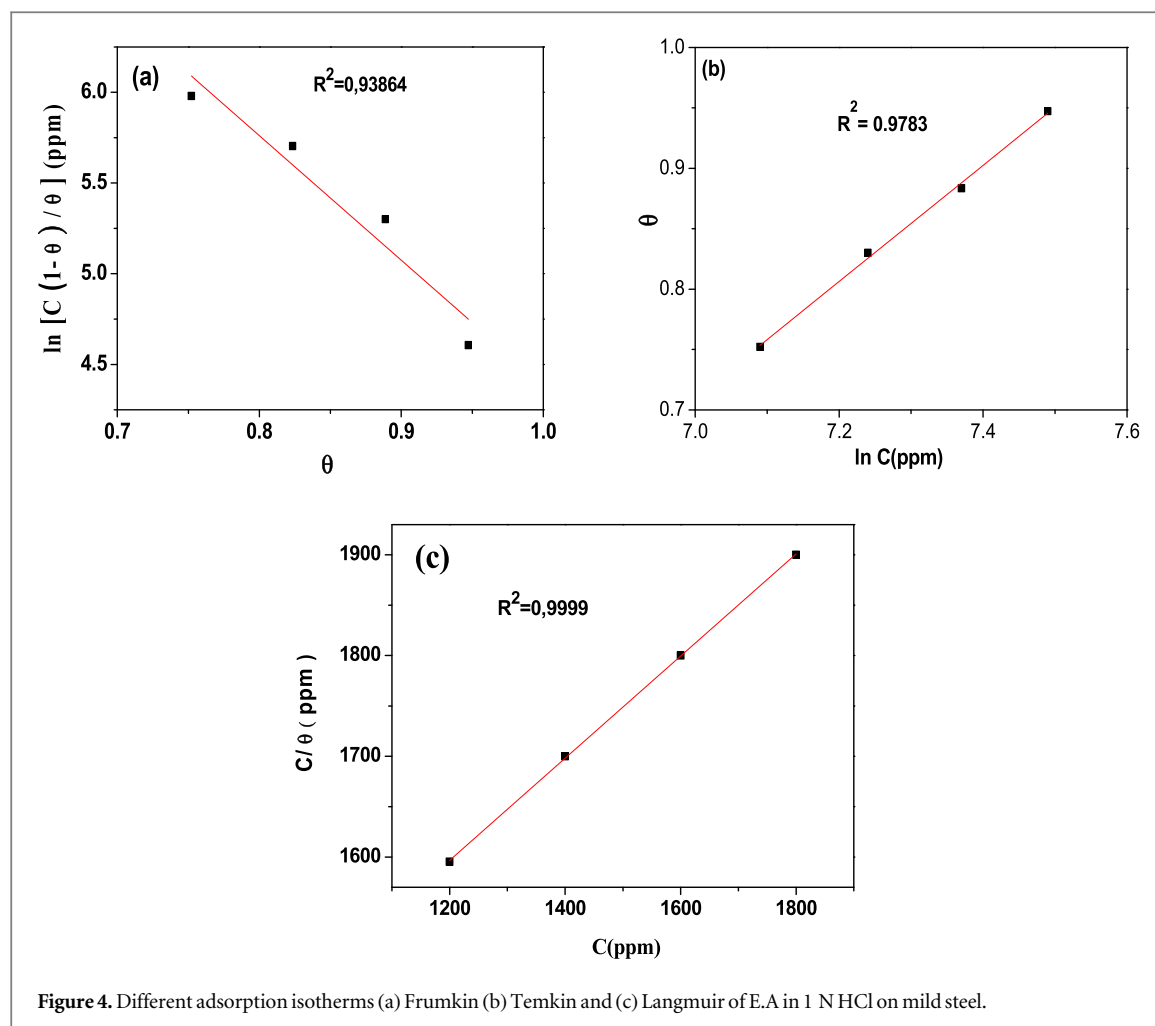 (a)
R²=0,93864
ln [C (1- θ) / θ] (ppm)
6.0
5.5
5.0
4.5
0.7 0.8 0.9 1.0
θ
(b)
R² = 0.9783
θ
1.0
0.9
0.8
0.7
7.0 7.2 7.4 7.6
ln C(ppm)
(c)
R²=0,9999
C/ θ ( ppm )
1900
1800
1700
1600
1200 1400 1600 1800
C(ppm)
Figure 4. Different adsorption isotherms (a) Frumkin (b) Temkin and (c) Langmuir of E.A in 1 N HCl on mild steel.